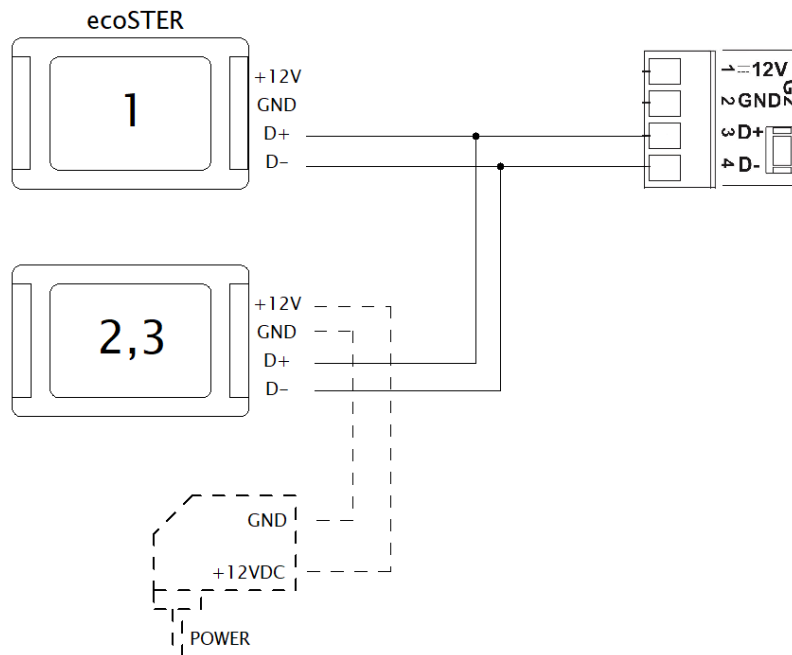 ecoSTER
1
+12V
GND
D+
D-
1 ⎓12V
2 GND
3 D+
4 D-
2,3
+12V
GND
D+
D-
GND
+12VDC
POWER